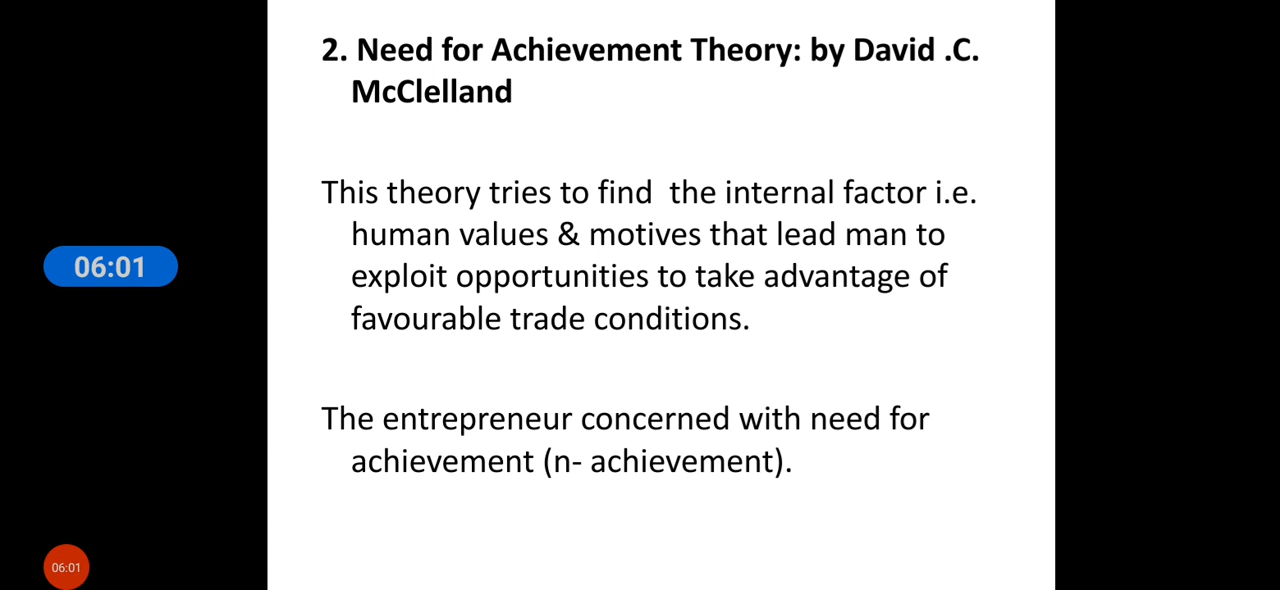 2. Need for Achievement Theory: by David .C.
McClelland
This theory tries to find  the internal factor i.e.
human values & motives that lead man to
exploit opportunities to take advantage of
favourable trade conditions.
The entrepreneur concerned with need for
achievement (n- achievement).
06:01
06:01